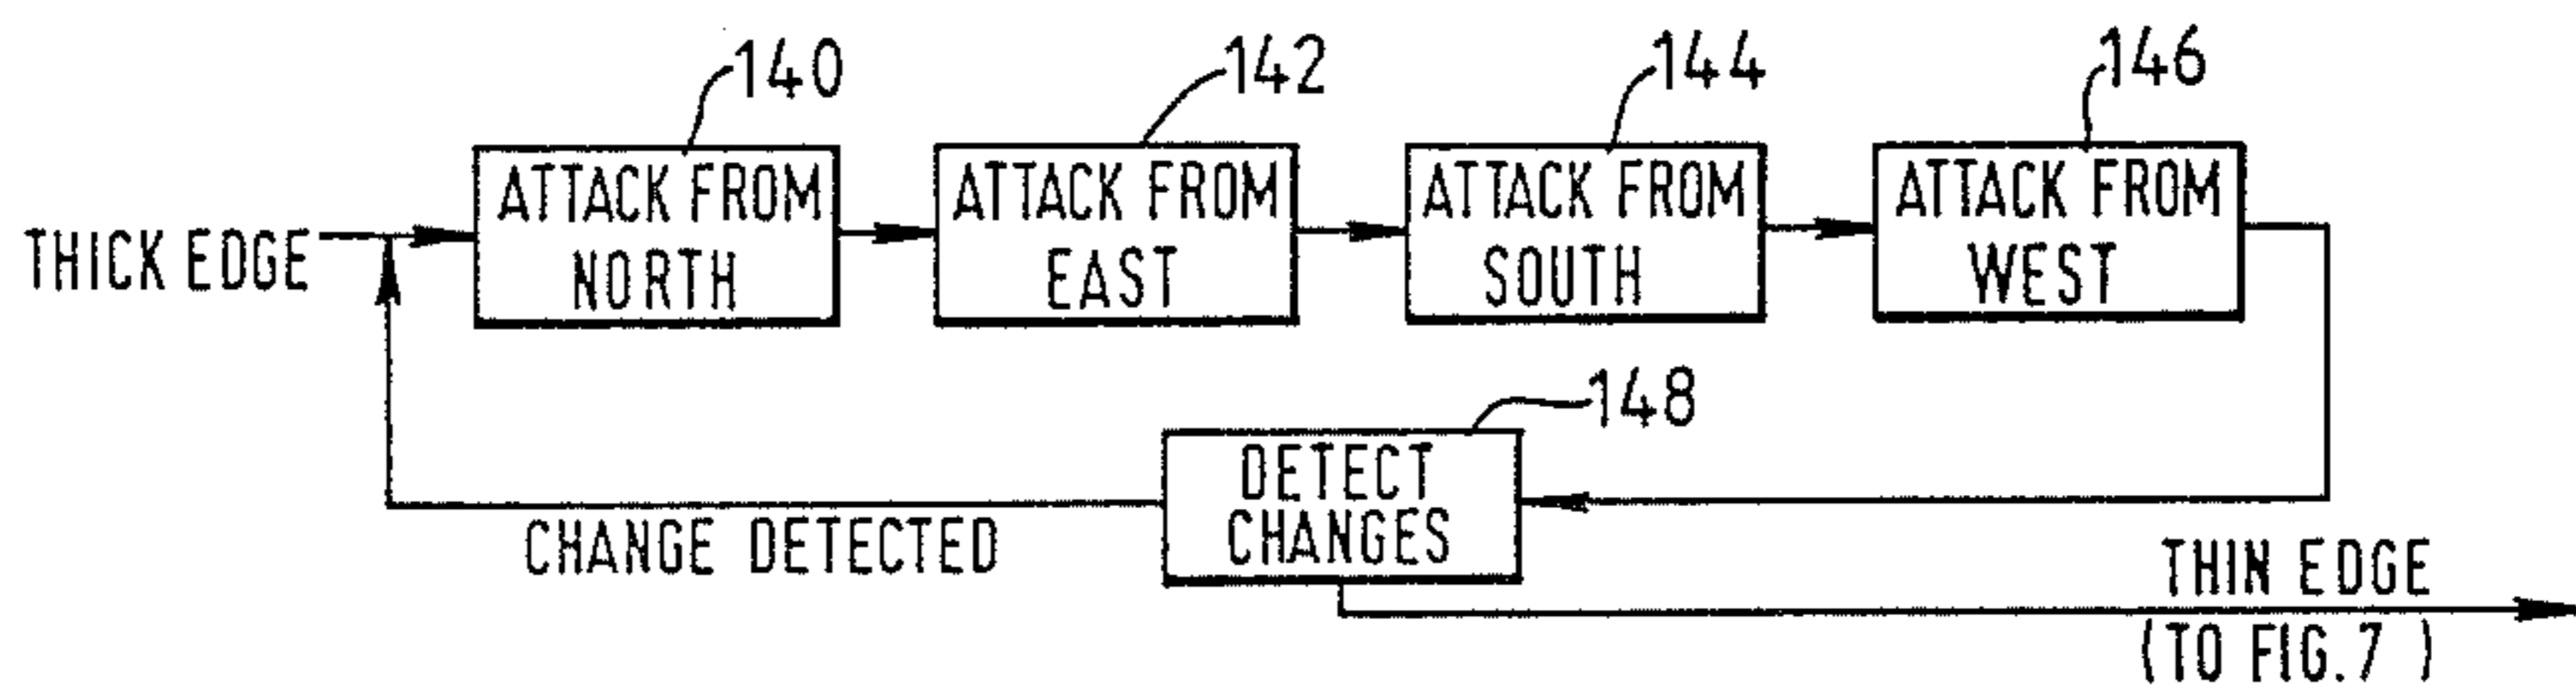 140
142
144
146
THICK EDGE
ATTACK FROM
NORTH
ATTACK FROM
EAST
ATTACK FROM
SOUTH
ATTACK FROM
WEST
148
DETECT
CHANGES
CHANGE DETECTED
THIN EDGE
(TO FIG.7 )